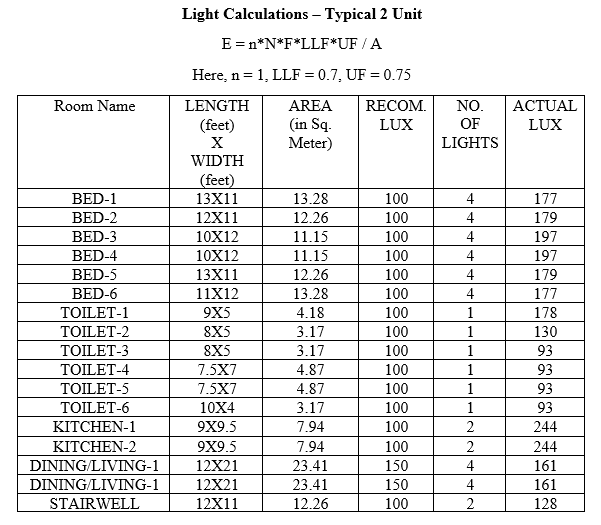 Light Calculations – Typical 2 Unit
E = n*N*F*LLF*UF / A
Here, n = 1, LLF = 0.7, UF = 0.75
Room Name LENGTH (feet) X WIDTH (feet) AREA (in Sq. Meter) RECOM. LUX NO. OF LIGHTS ACTUAL LUX
BED-1 13X11 13.28 100 4 177
BED-2 12X11 12.26 100 4 179
BED-3 10X12 11.15 100 4 197
BED-4 10X12 11.15 100 4 197
BED-5 13X11 12.26 100 4 179
BED-6 11X12 13.28 100 4 177
TOILET-1 9X5 4.18 100 1 178
TOILET-2 8X5 3.17 100 1 130
TOILET-3 8X5 3.17 100 1 93
TOILET-4 7.5X7 4.87 100 1 93
TOILET-5 7.5X7 4.87 100 1 93
TOILET-6 10X4 3.17 100 1 93
KITCHEN-1 9X9.5 7.94 100 2 244
KITCHEN-2 9X9.5 7.94 100 2 244
DINING/LIVING-1 12X21 23.41 150 4 161
DINING/LIVING-1 12X21 23.41 150 4 161
STAIRWELL 12X11 12.26 100 2 128